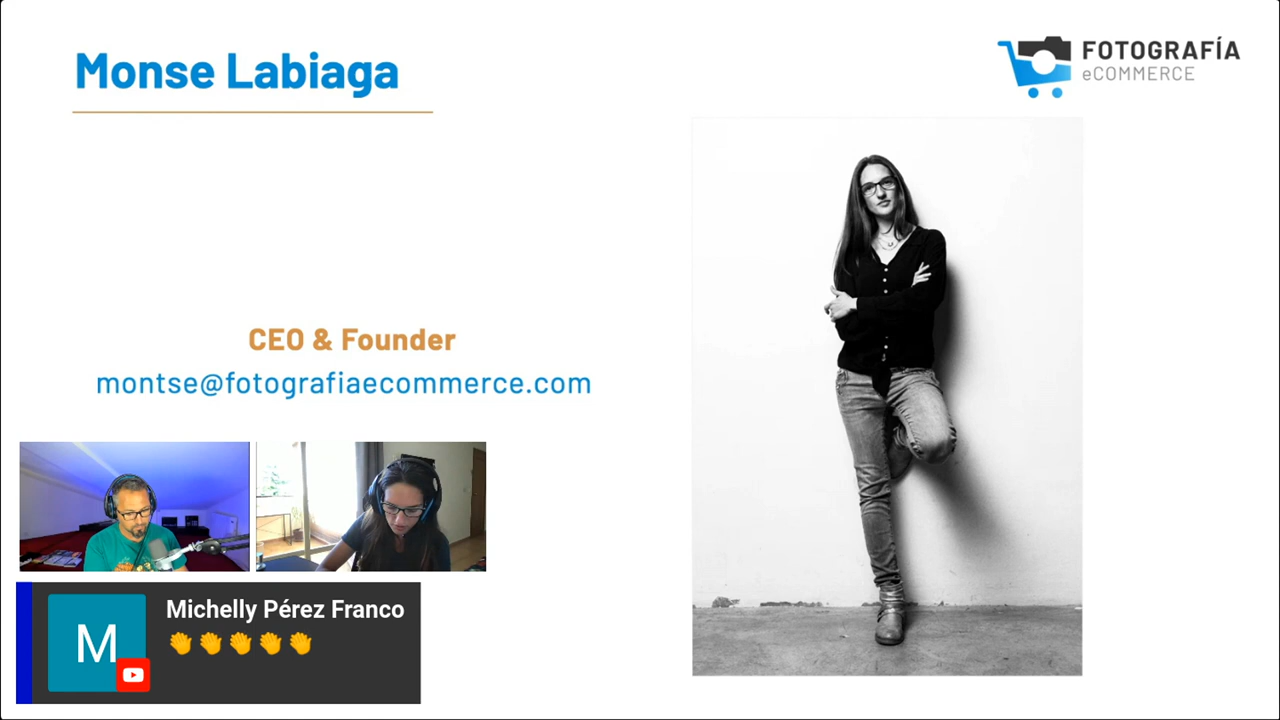 Monse Labiaga
FOTOGRAFÍA
eCOMMERCE
CEO & Founder
montse@fotografiaecommerce.com
M
Michelly Pérez Franco
👏👏👏👏👏